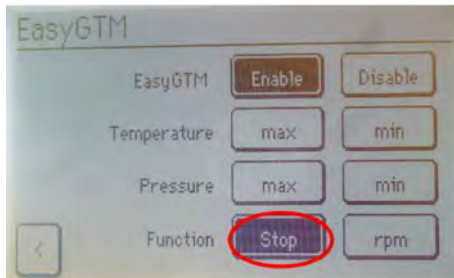 EasyGTM
EasyGTM Enable Disable
Temperature max min
Pressure max min
Function Stop rpm
<